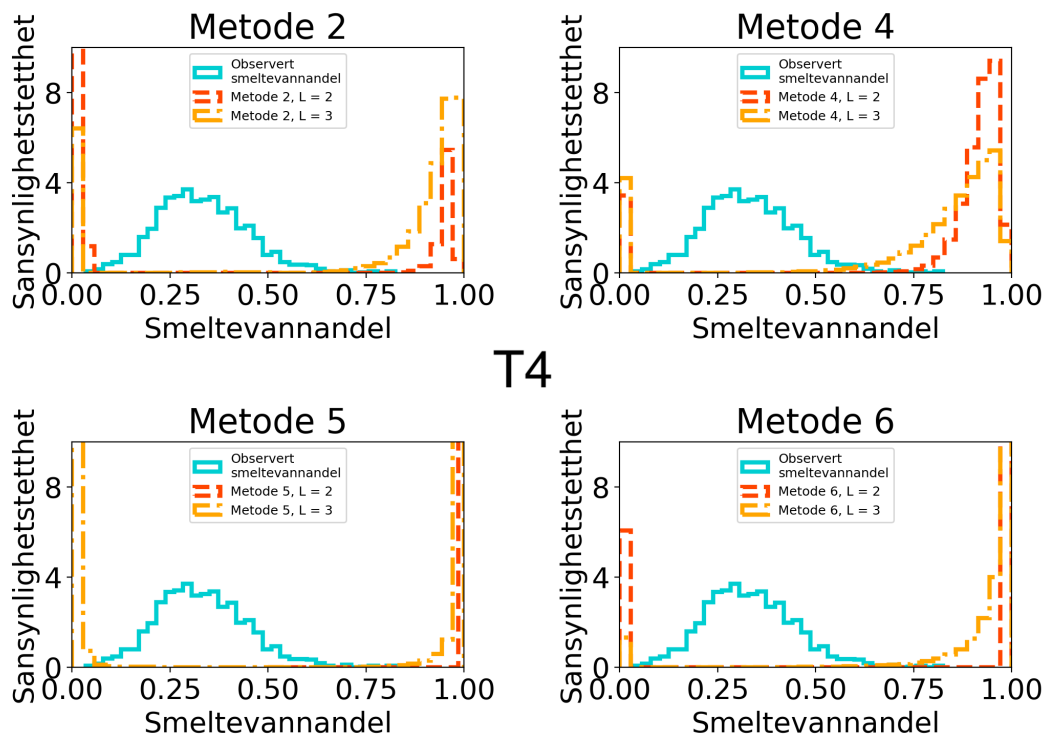 Metode 2
Sansynlighetstetthet
8
4
0
Observert
smeltevannandel
Metode 2, L = 2
Metode 2, L = 3
0.00 0.25 0.50 0.75 1.00
Smeltevannandel
Metode 4
Sansynlighetstetthet
8
4
0
Observert
smeltevannandel
Metode 4, L = 2
Metode 4, L = 3
0.00 0.25 0.50 0.75 1.00
Smeltevannandel
T4
Metode 5
Sansynlighetstetthet
8
4
0
Observert
smeltevannandel
Metode 5, L = 2
Metode 5, L = 3
0.00 0.25 0.50 0.75 1.00
Smeltevannandel
Metode 6
Sansynlighetstetthet
8
4
0
Observert
smeltevannandel
Metode 6, L = 2
Metode 6, L = 3
0.00 0.25 0.50 0.75 1.00
Smeltevannandel